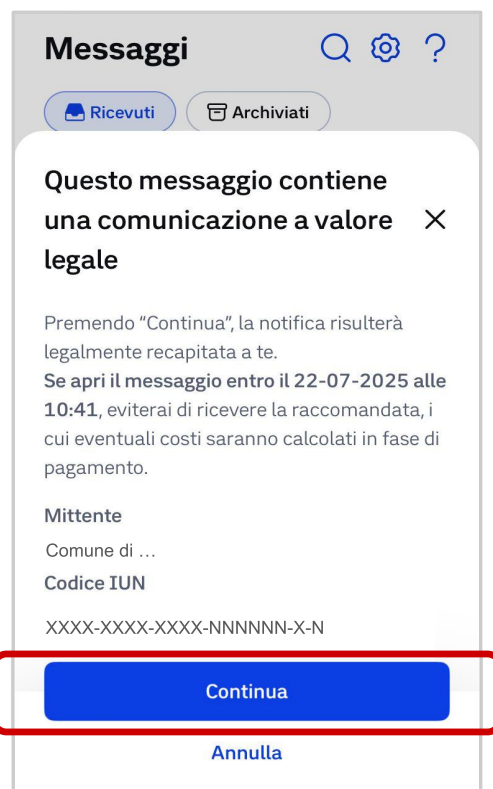 Messaggi
Ricevuti Archiviati
Questo messaggio contiene
una comunicazione a valore
legale
Premendo “Continua”, la notifica risulterà
legalmente recapitata a te.
Se apri il messaggio entro il 22-07-2025 alle
10:41, eviterai di ricevere la raccomandata, i
cui eventuali costi saranno calcolati in fase di
pagamento.
Mittente
Comune di ...
Codice IUN
XXXX-XXXX-XXXX-NNNNNN-X-N
Continua
Annulla